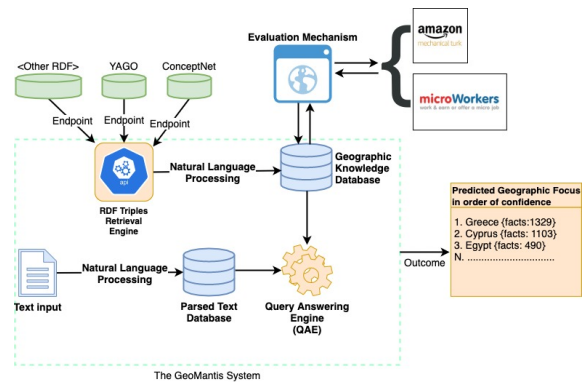 <Other RDF>
YAGO
ConceptNet
Endpoint
Endpoint
Endpoint
Evaluation Mechanism
amazon
mechanical turk
microWorkers
work & earn or offer a micro job
api
RDF Triples
Retrieval
Engine
Natural Language
Processing
Geographic
Knowledge
Database
Predicted Geographic Focus
in order of confidence
1. Greece {facts:1329}
2. Cyprus {facts: 1103}
3. Egypt {facts: 490}
N. ............................
Outcome
Text input
Natural Language
Processing
Parsed Text
Database
Query Answering
Engine
(QAE)
The GeoMantis System